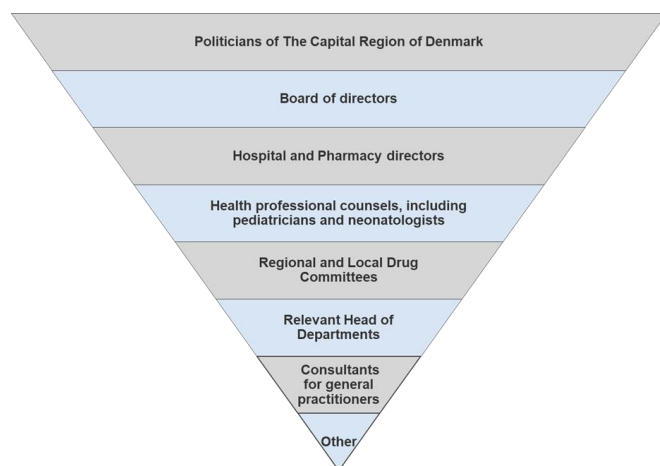 Politicians of The Capital Region of Denmark
Board of directors
Hospital and Pharmacy directors
Health professional counsels, including
pediatricians and neonatologists
Regional and Local Drug
Committees
Relevant Head of
Departments
Consultants
for general
practitioners
Other